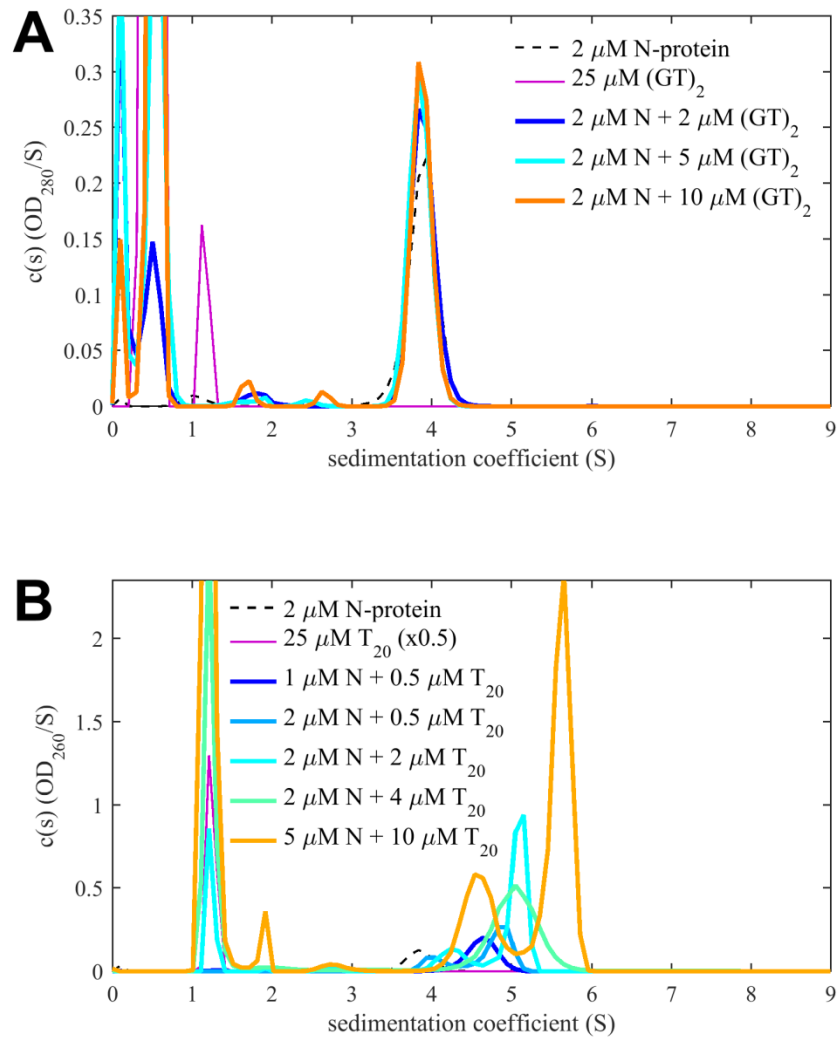 A
0.35
0.3
0.25
0.2
0.15
0.1
0.05
0
c(s) (OD₂₈₀/S)
2 μM N-protein
25 μM (GT)₂
2 μM N + 2 μM (GT)₂
2 μM N + 5 μM (GT)₂
2 μM N + 10 μM (GT)₂
0 1 2 3 4 5 6 7 8 9
sedimentation coefficient (S)
B
2
1.5
1
0.5
0
c(s) (OD₂₆₀/S)
2 μM N-protein
25 μM T₂₀ (x0.5)
1 μM N + 0.5 μM T₂₀
2 μM N + 0.5 μM T₂₀
2 μM N + 2 μM T₂₀
2 μM N + 4 μM T₂₀
5 μM N + 10 μM T₂₀
0 1 2 3 4 5 6 7 8 9
sedimentation coefficient (S)